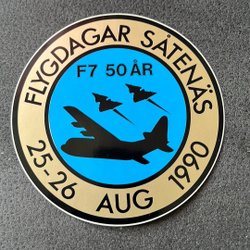 FLYGDAGAR SÅTENÄS
F7 50 ÅR
25-26 AUG 1990